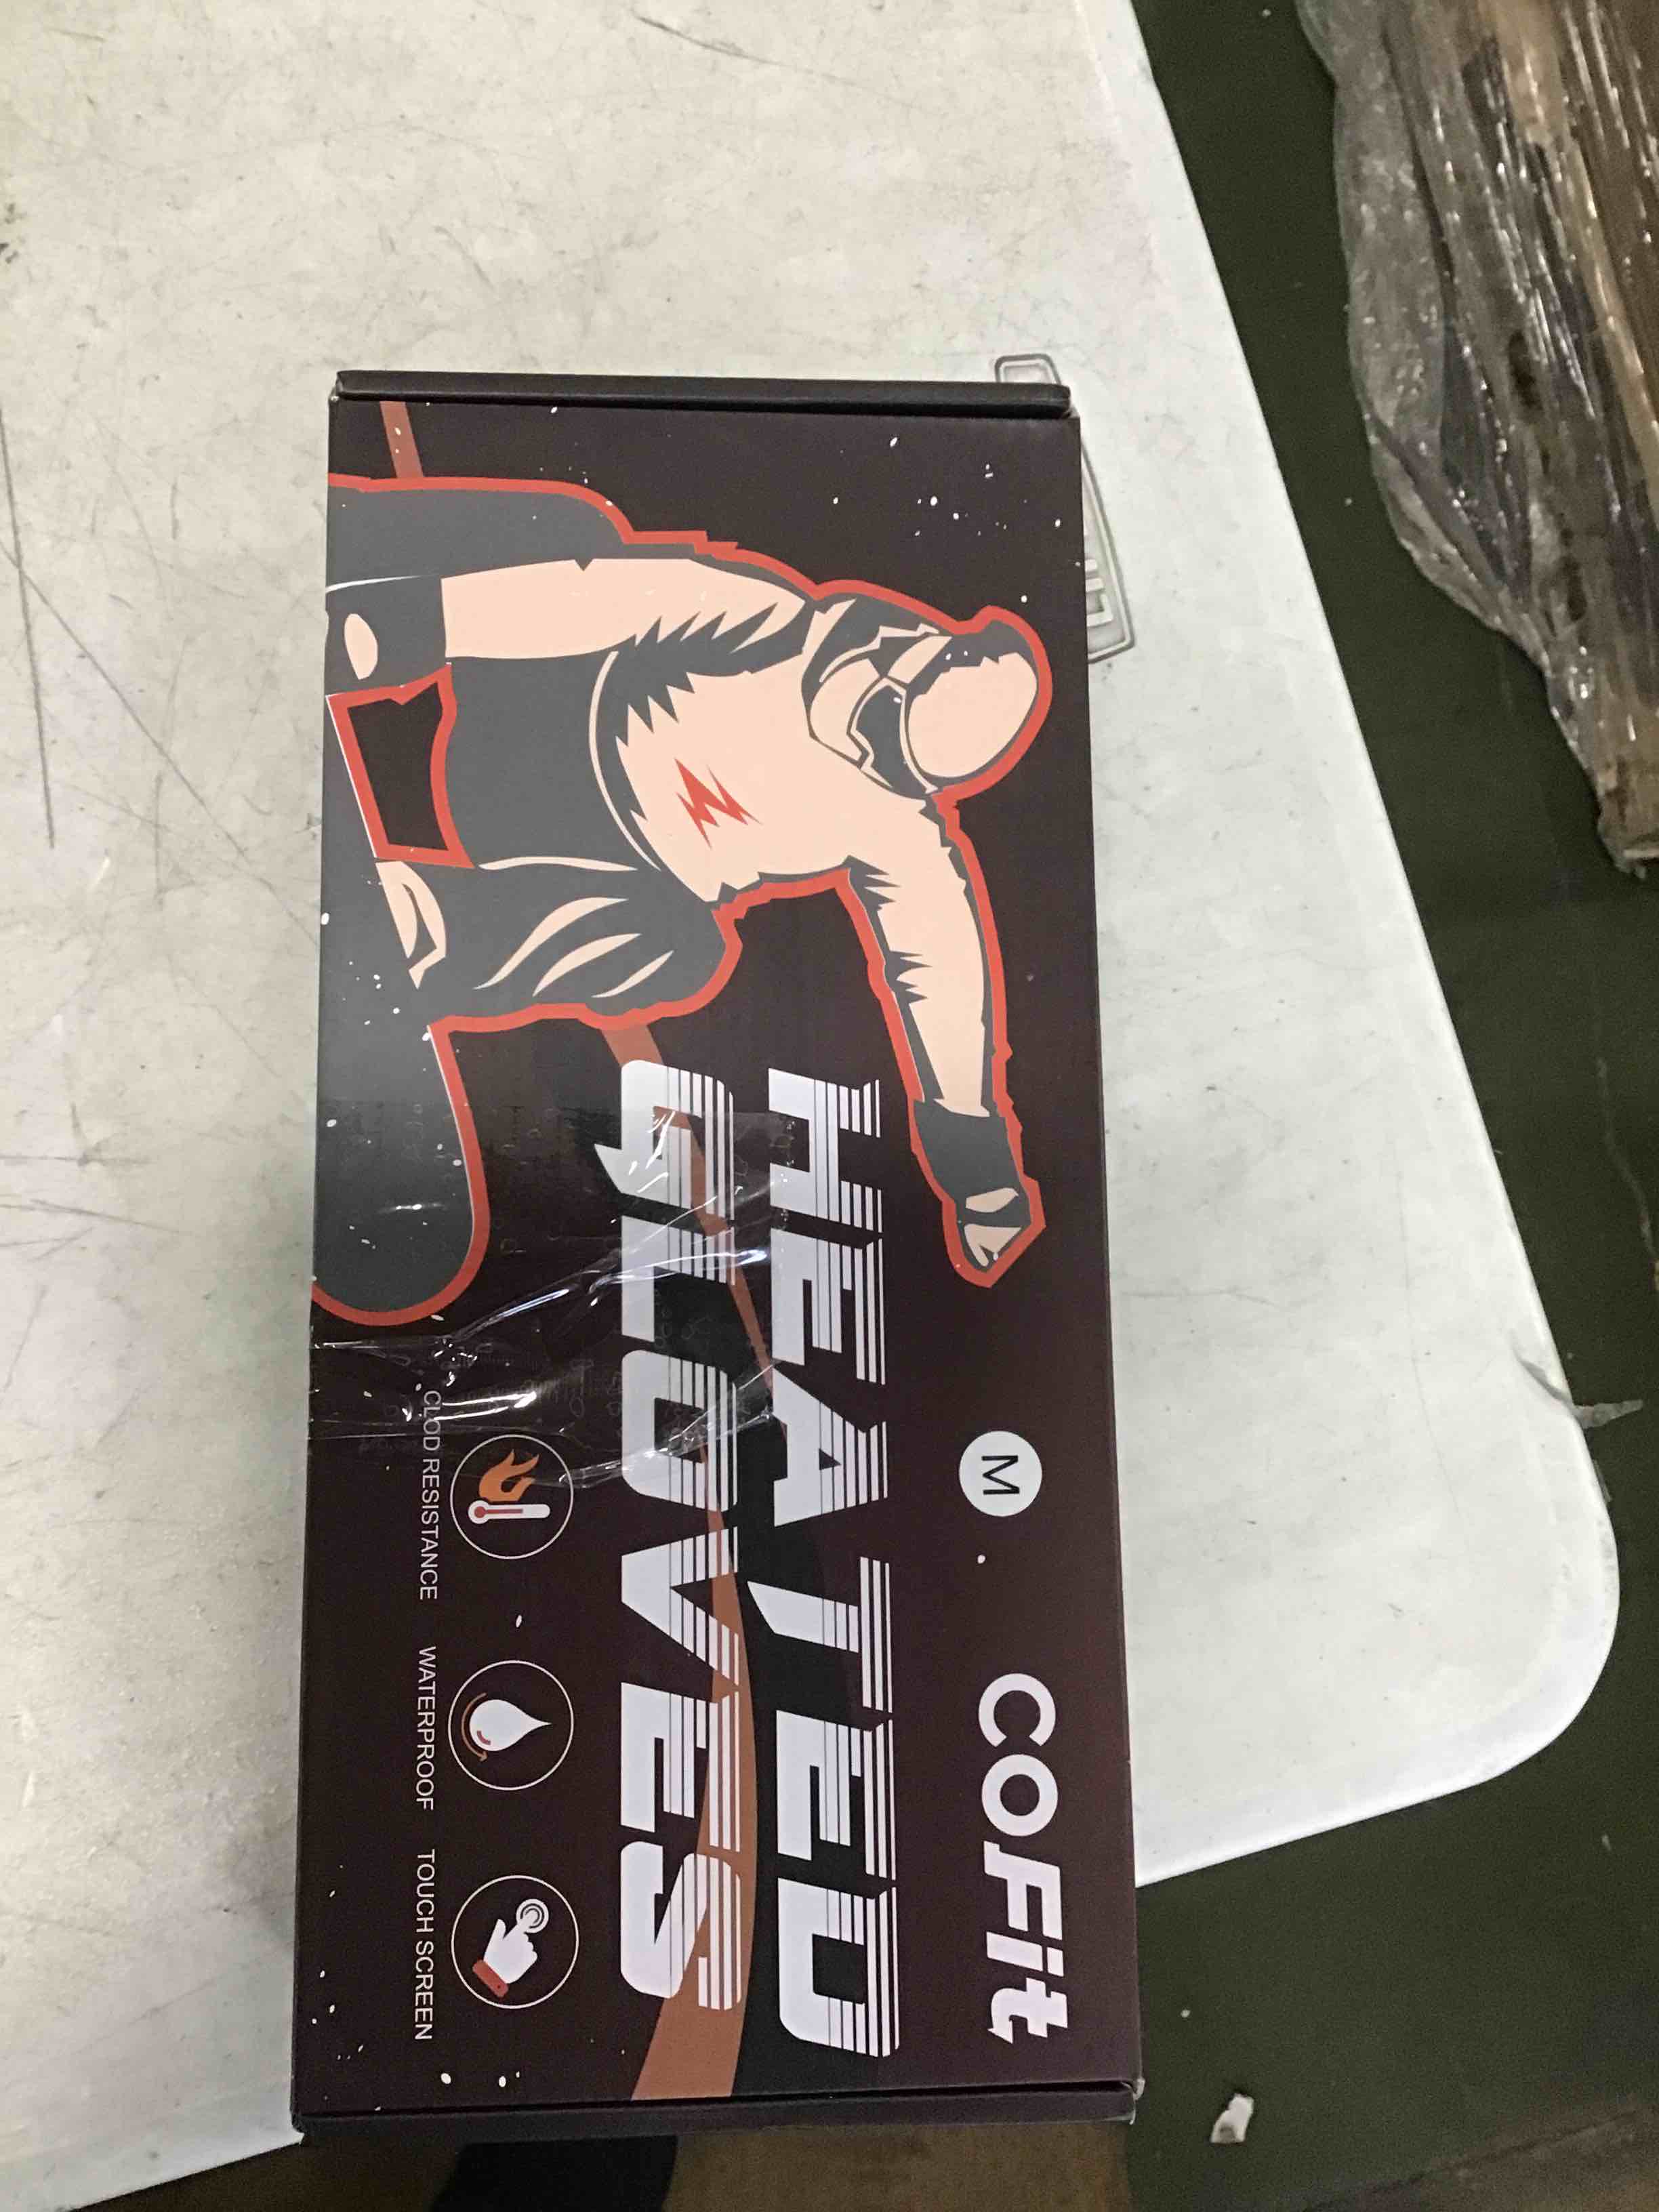 COFit
M
HEATED
GLOVES
CLOD RESISTANCE
WATERPROOF
TOUCH SCREEN